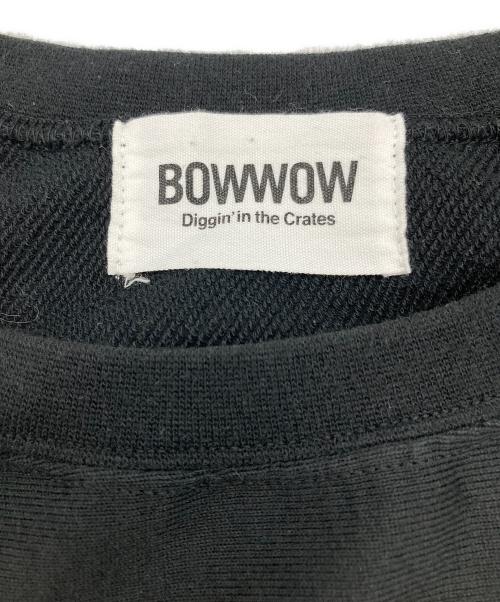 BOWWOW
Diggin' in the Crates